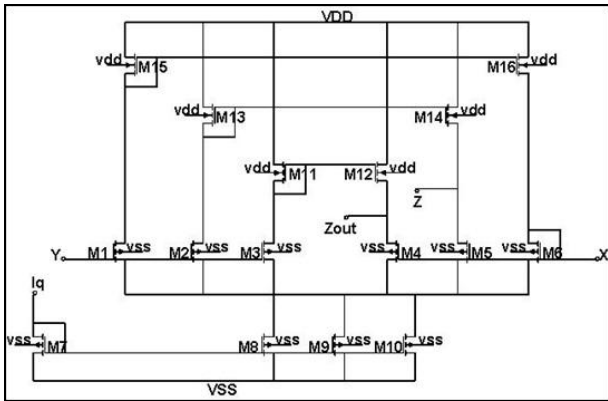 VDD
vdd M15 M16 vdd
vdd M13 M14 vdd
vdd M11 M12 vdd
Z
Zout
Y M1 vss M2 vss M3 vss vss M4 vss M5 vss M6 X
Iq
vss M7 M8 vss M9 vss M10 vss
VSS